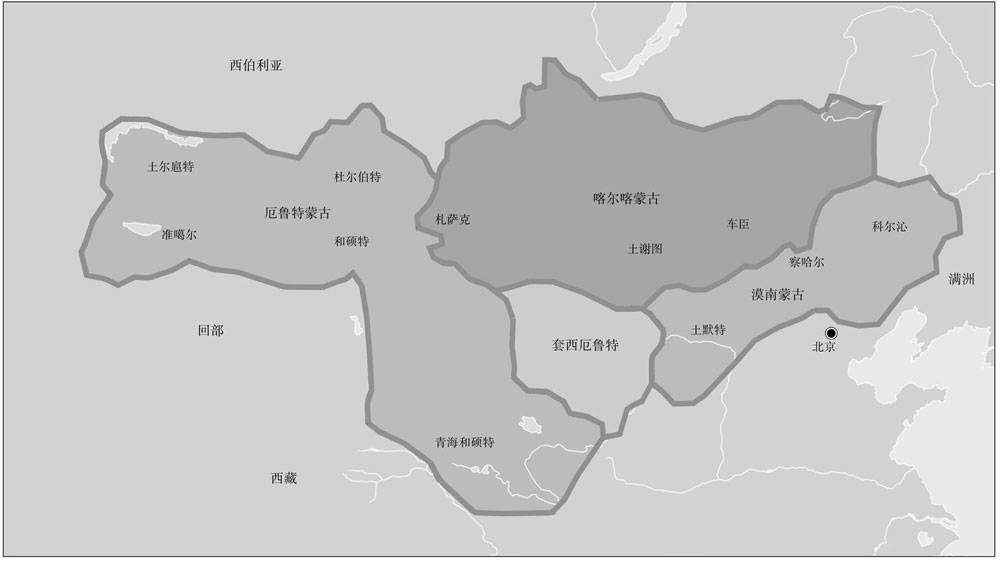 西伯利亚
土尔扈特
杜尔伯特
厄鲁特蒙古
准噶尔
和硕特
札萨克
喀尔喀蒙古
车臣
土谢图
科尔沁
察哈尔
漠南蒙古
满洲
土默特
北京
回部
套西厄鲁特
青海和硕特
西藏